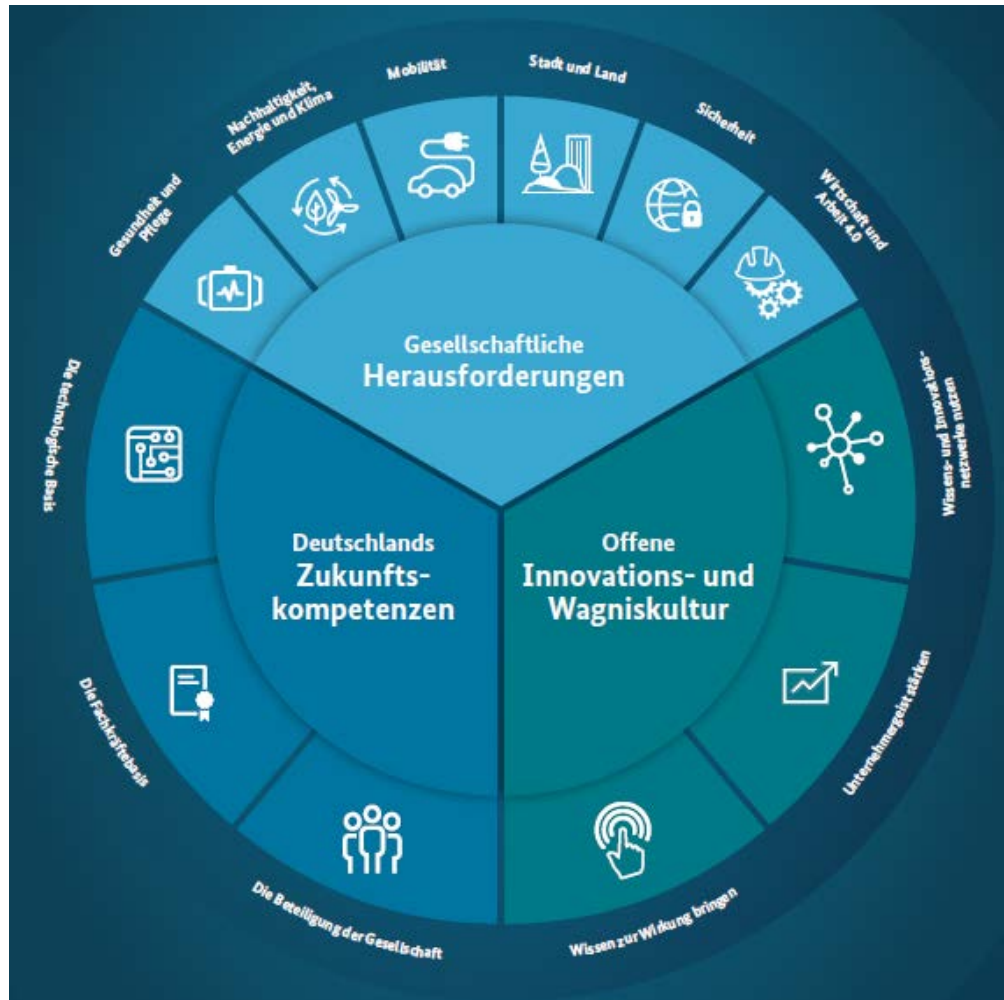 Mobilität
Stadt und Land
Nachhaltigkeit,
Energie und Klima
Sicherheit
Gesundheit und
Pflege
Wirtschaft und
Arbeit 4.0
Gesellschaftliche
Herausforderungen
Die technologische Basis
Wissens- und Innovations-
netzwerke nutzen
Deutschlands
Zukunfts-
kompetenzen
Offene
Innovations- und
Wagniskultur
Die Fachkräftebasis
Unternehmergeist stärken
Die Beteiligung der Gesellschaft
Wissen zur Wirkung bringen